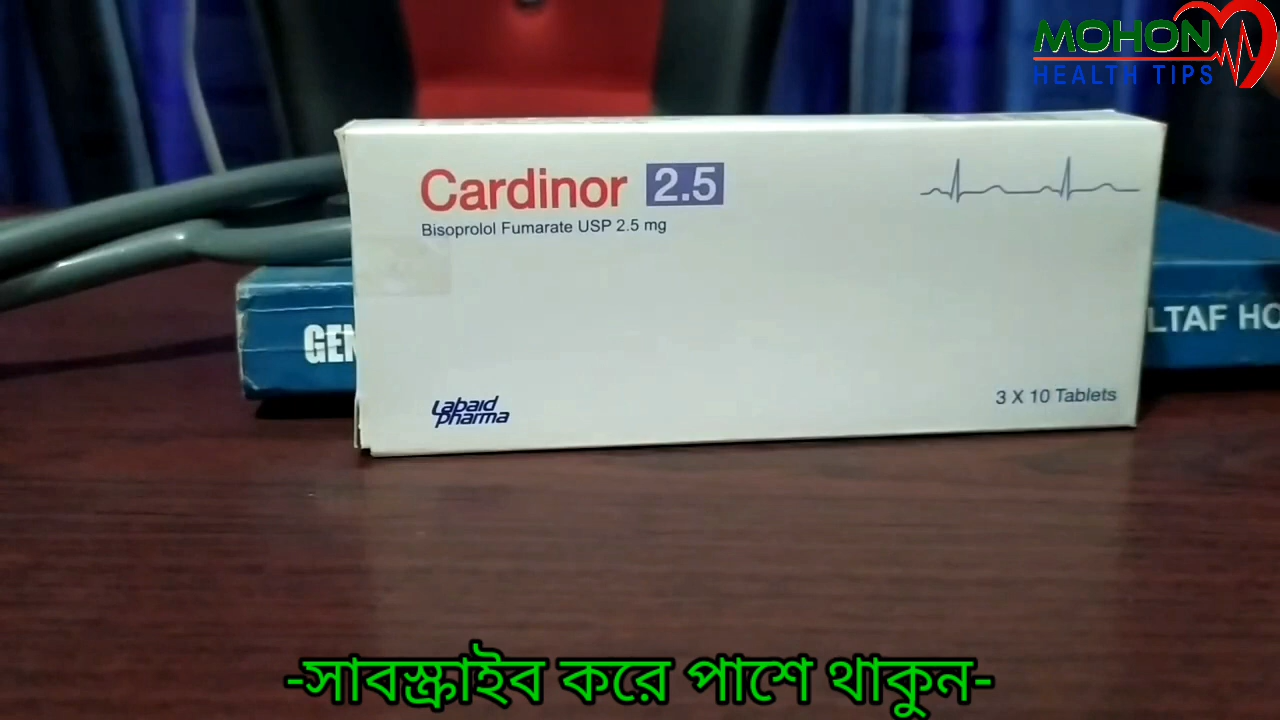 MOHON
HEALTH TIPS
Cardinor 2.5
Bisoprolol Fumarate USP 2.5 mg
GEN
LTAF HO
3 X 10 Tablets
Labaid
pharma
-সাবস্ক্রাইব করে পাশে থাকুন-